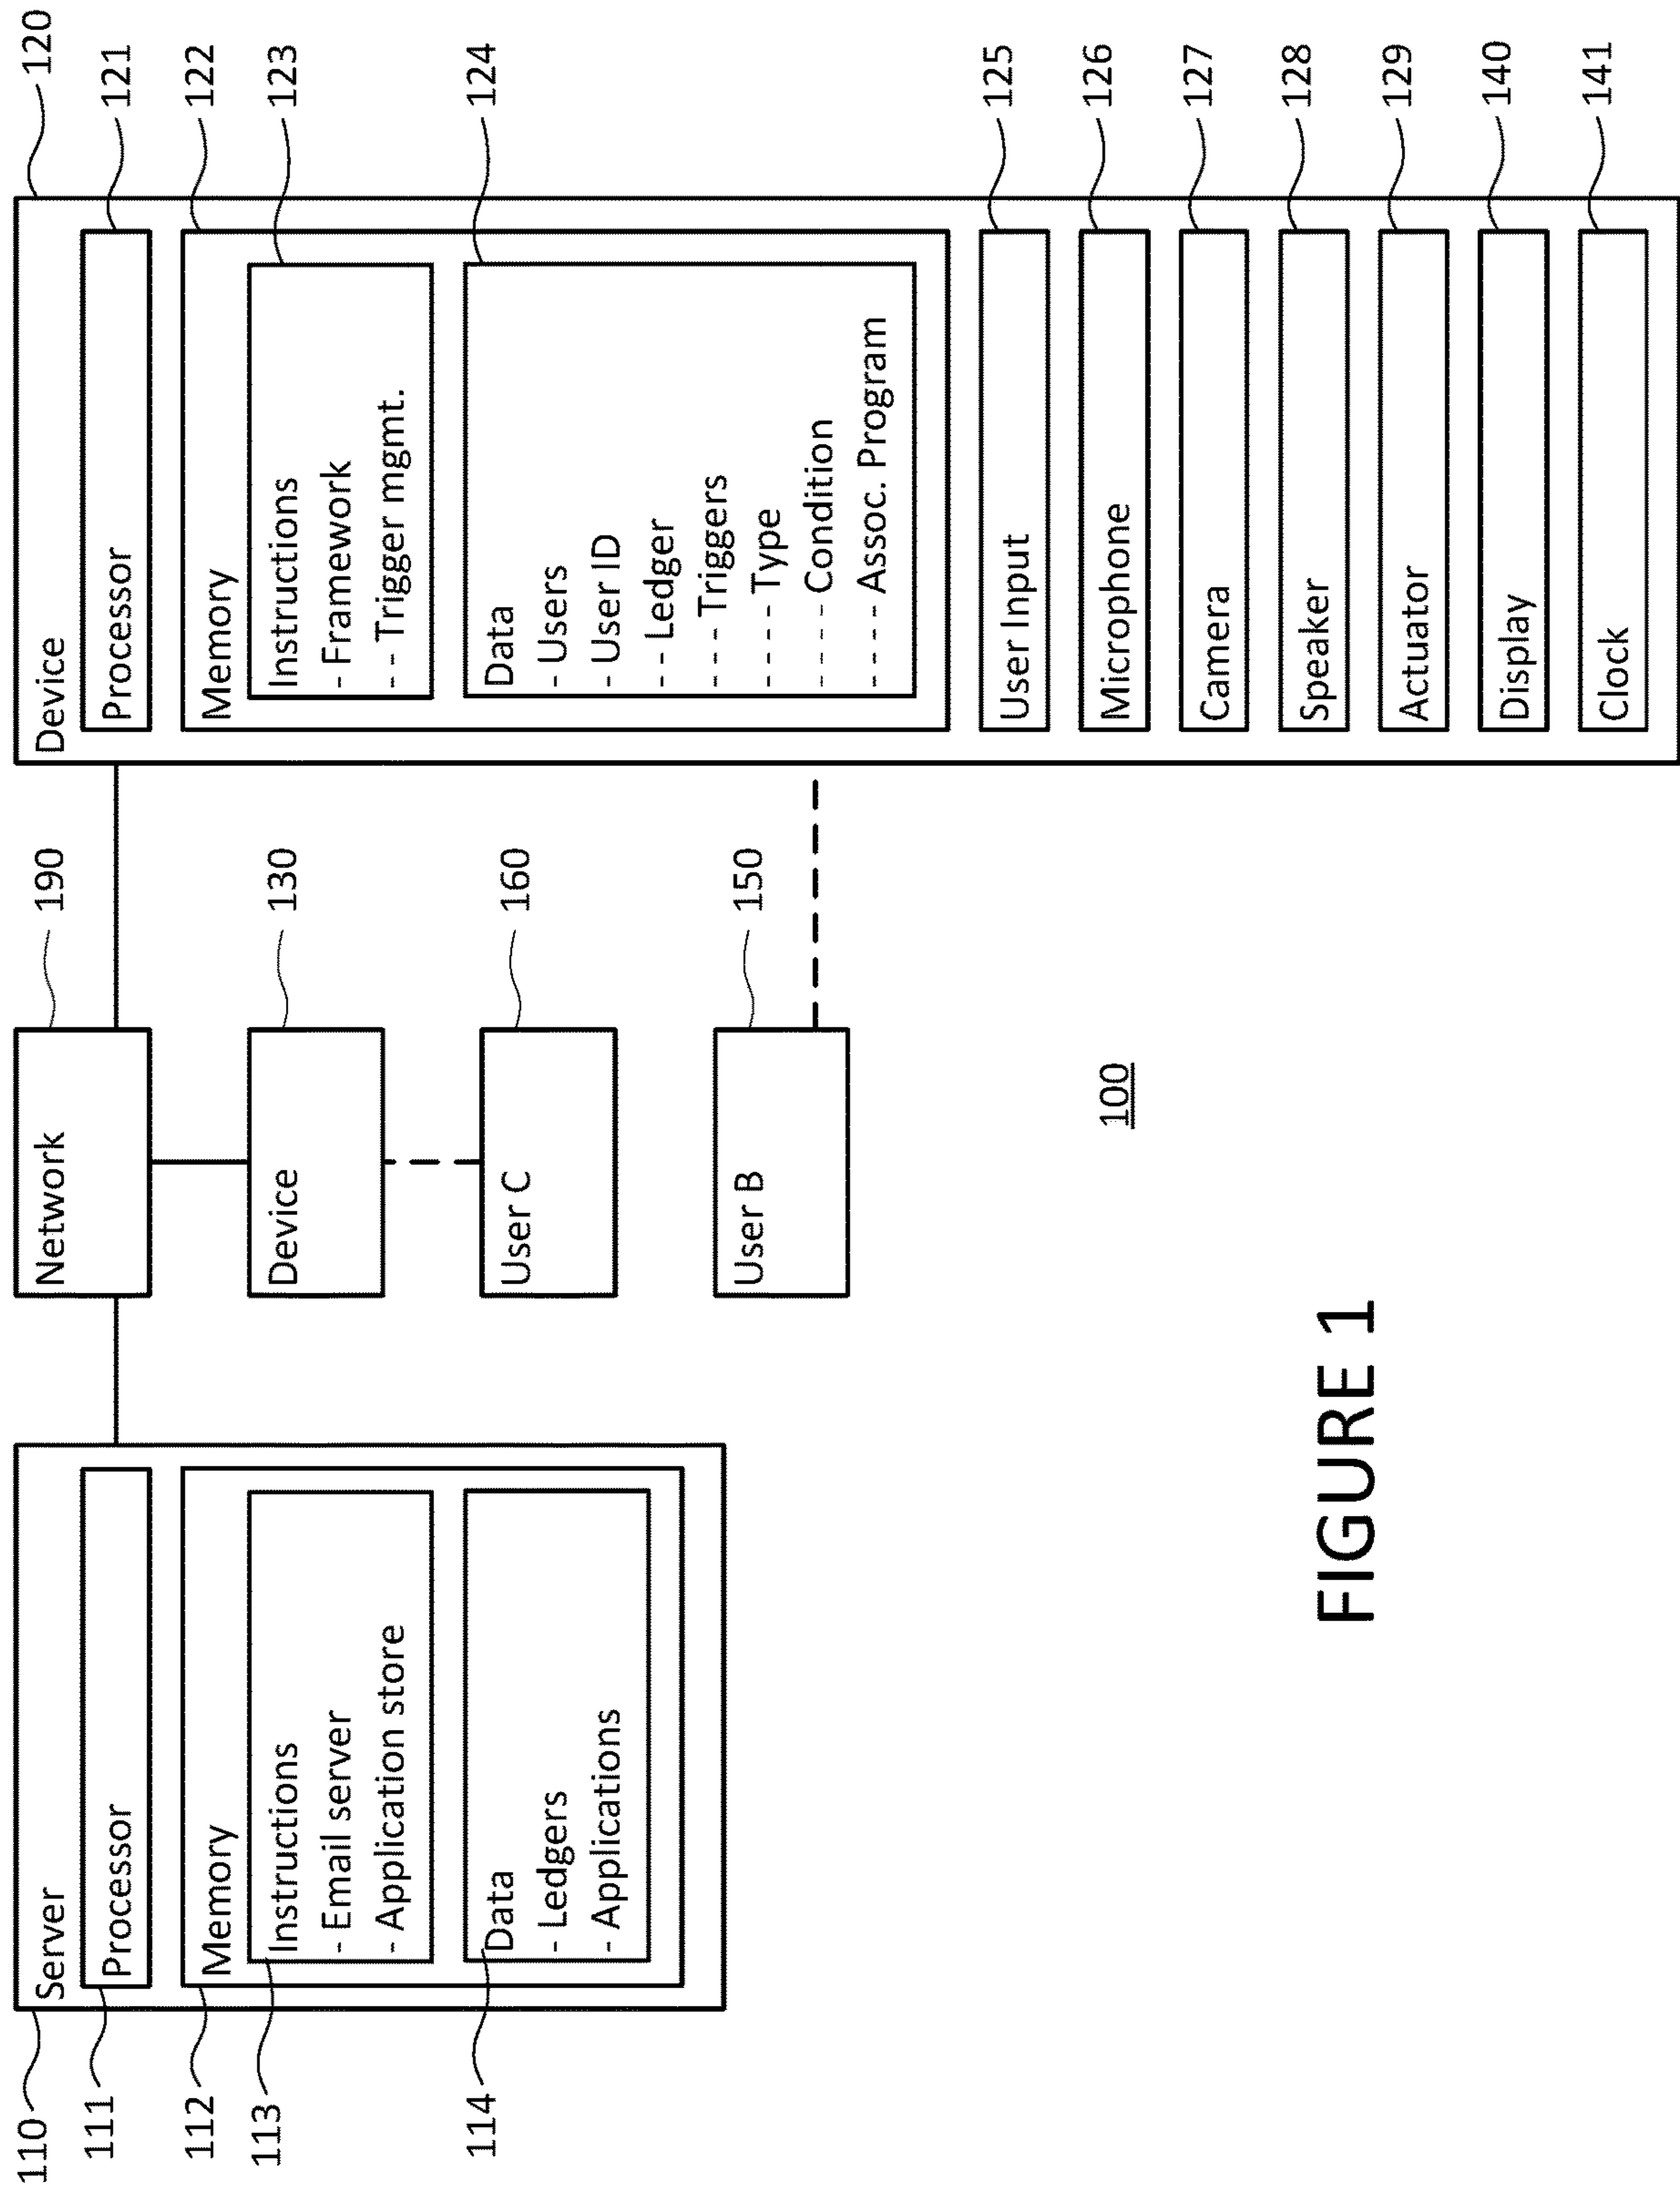 110
Server
111
Processor
112
Memory
113
Instructions
- Email server
- Application store
114
Data
- Ledgers
- Applications
Network
190
Device
130
User C
160
User B
150
Device
120
Processor
121
Memory
122
Instructions
- Framework
- - Trigger mgmt.
123
Data
- Users
- User ID
- - Ledger
- - - Triggers
- - - - Type
- - - - Condition
- - - - Assoc. Program
124
User Input
125
Microphone
126
Camera
127
Speaker
128
Actuator
129
Display
140
Clock
141
100
FIGURE 1